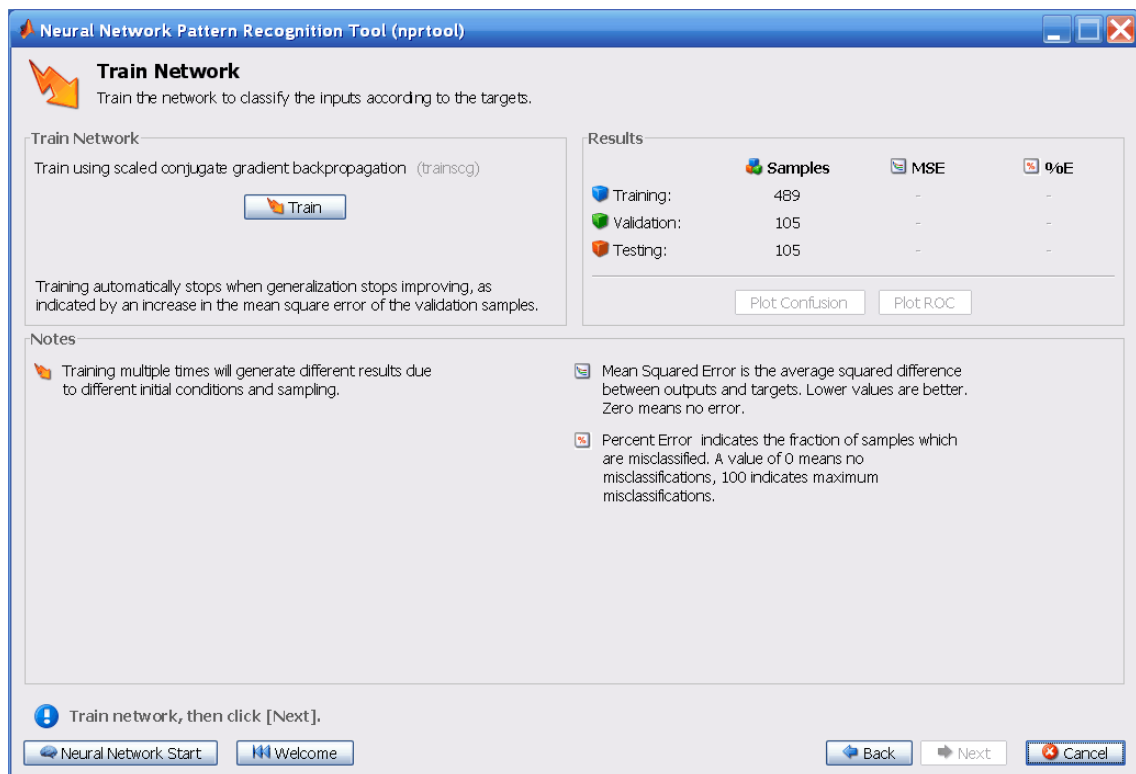 Neural Network Pattern Recognition Tool (nprtool)
Train Network
Train the network to classify the inputs according to the targets.
Train Network
Train using scaled conjugate gradient backpropagation (trainscg)
Train
Training automatically stops when generalization stops improving, as
indicated by an increase in the mean square error of the validation samples.
Results
Samples MSE %E
Training: 489 - -
Validation: 105 - -
Testing: 105 - -
Plot Confusion Plot ROC
Notes
Training multiple times will generate different results due
to different initial conditions and sampling.
Mean Squared Error is the average squared difference
between outputs and targets. Lower values are better.
Zero means no error.
Percent Error indicates the fraction of samples which
are misclassified. A value of 0 means no
misclassifications, 100 indicates maximum
misclassifications.
Train network, then click [Next].
Neural Network Start Welcome Back Next Cancel